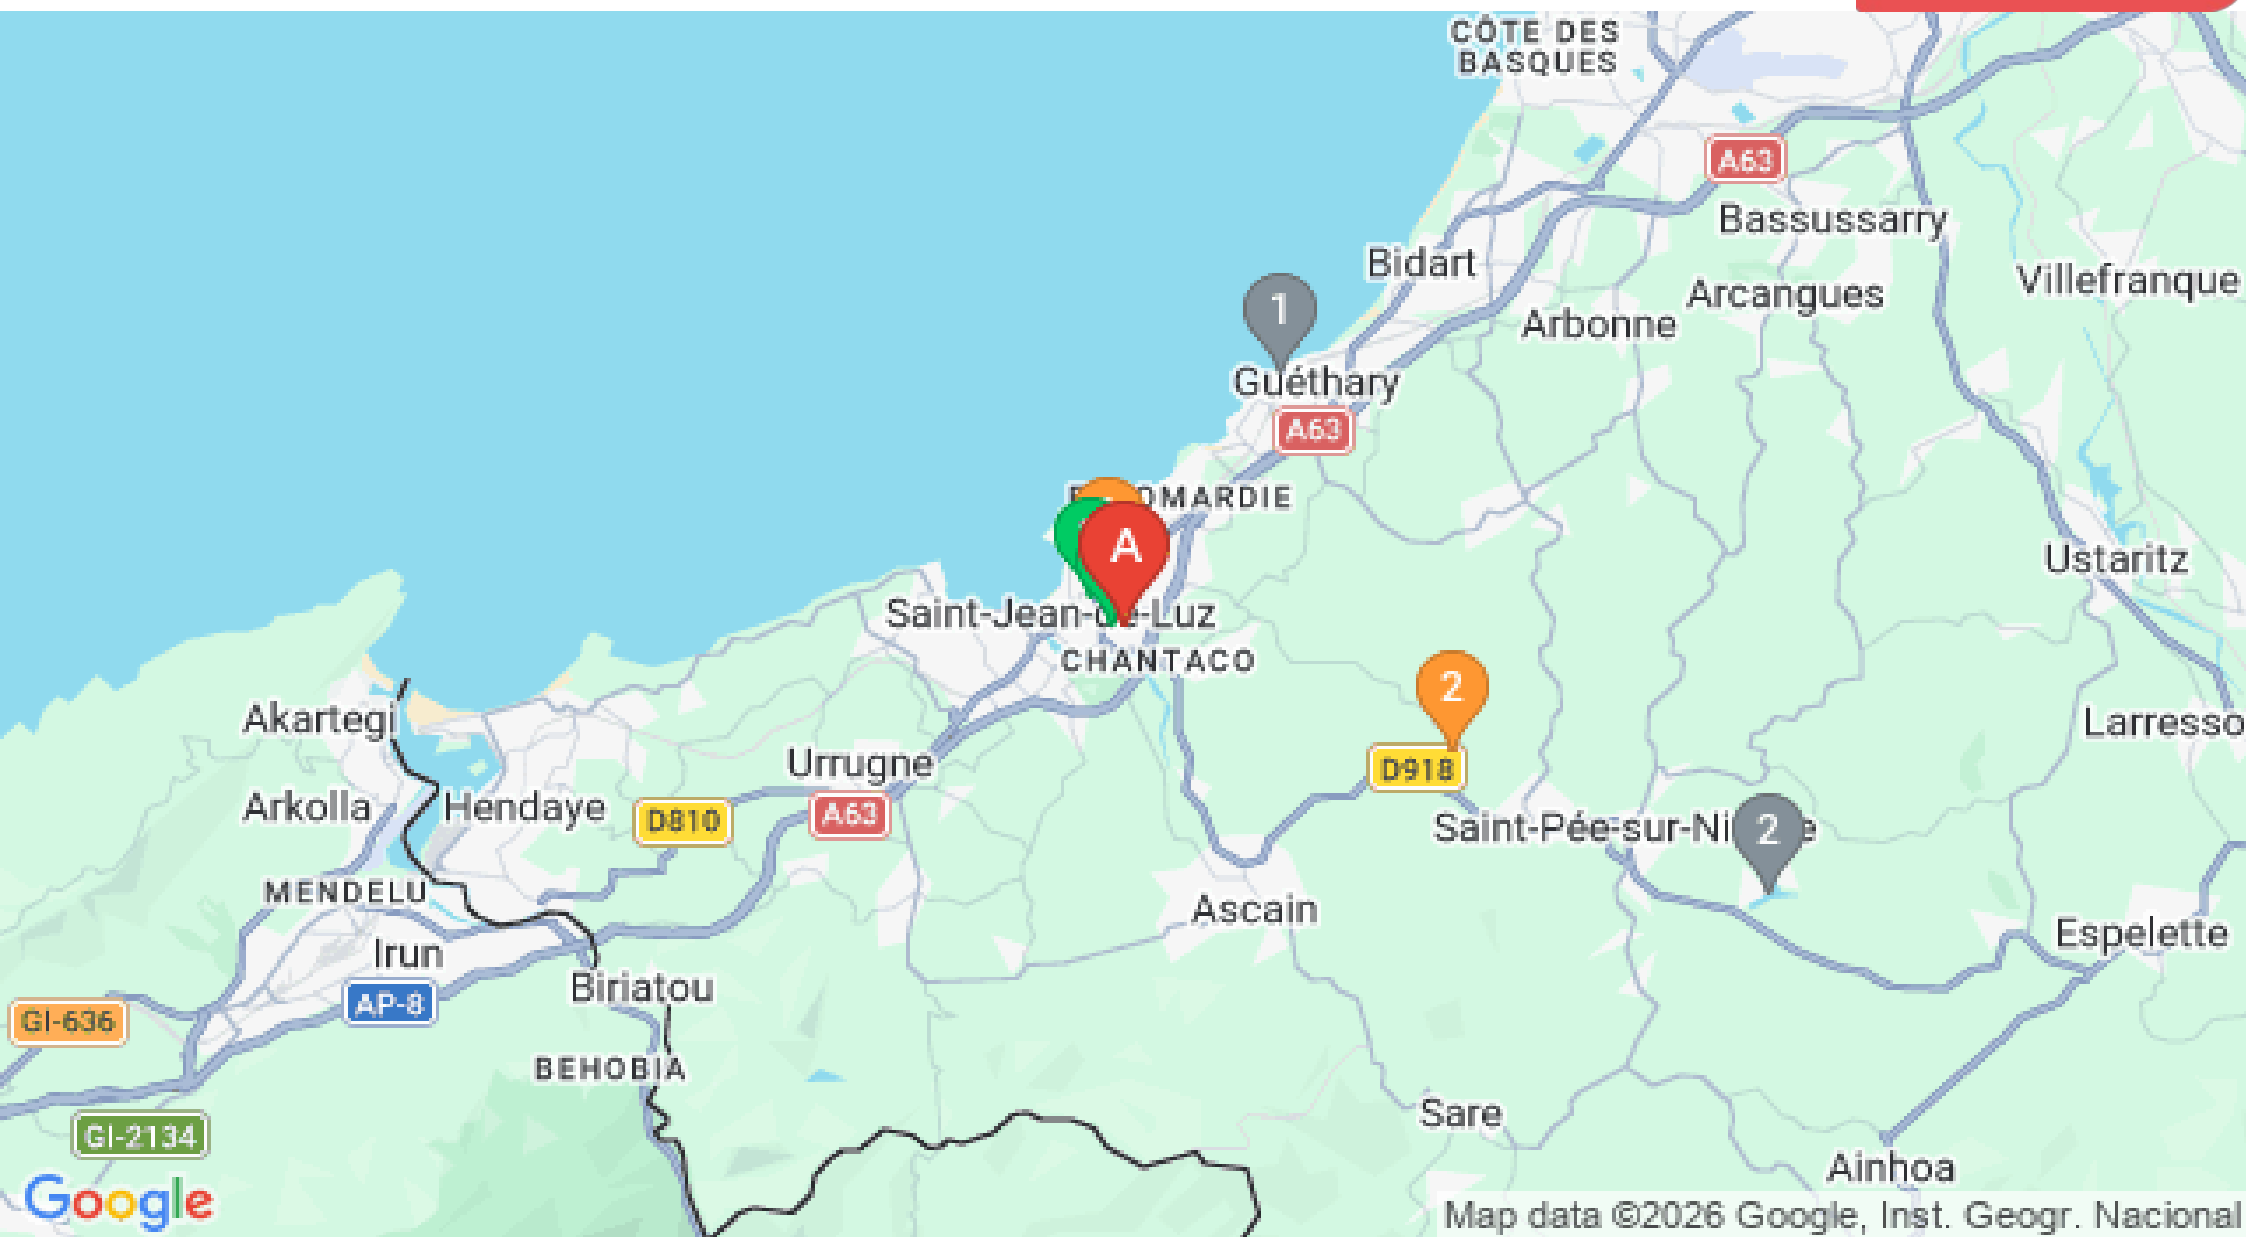 CÔTE DES
BASQUES
A63
Bassussarry
Bidart
Villefranque
Arcangues
1
Arbonne
Guéthary
A63
OMARDIE
A
Ustaritz
Saint-Jean-de-Luz
CHANTACO
2
Akartegi
Larresso
Urrugne
D918
Arkolla
Hendaye
D810
A63
Saint-Pée-sur-Ni
2
e
MENDELU
Ascain
Espelette
Irun
Biriatou
AP-8
GI-636
BEHOBIA
Sare
GI-2134
Ainhoa
Google
Map data ©2026 Google, Inst. Geogr. Nacional